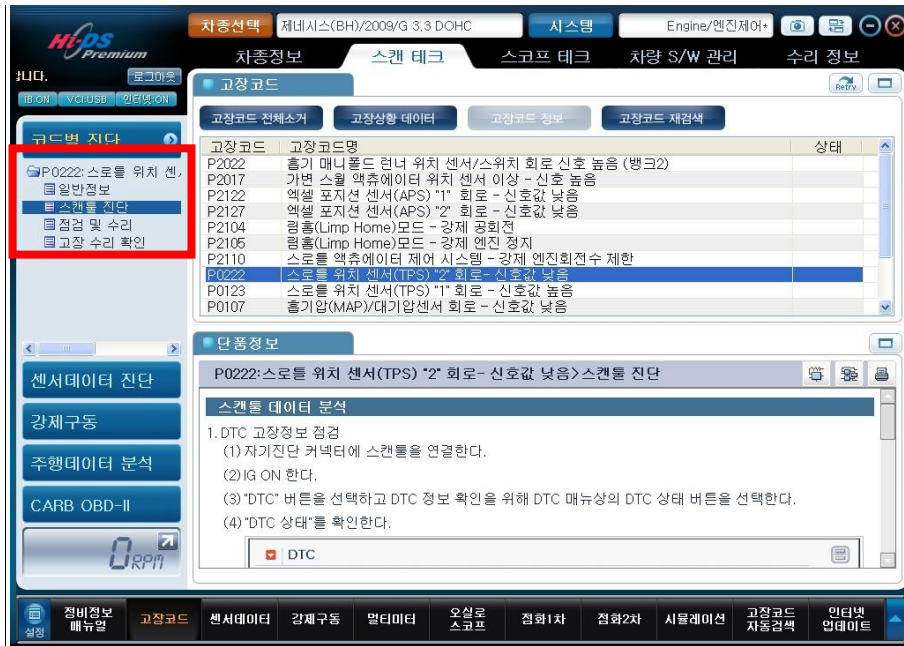 Hi-DS Premium
차종선택 제네시스(BH)/2009/G 3,3 DOHC 시스템 Engine/엔진제어*
차종정보 스캔 테크 스코프 테크 차량 S/W 관리 수리 정보
니다. 로그아웃
IB:ON VCI:USB 인터넷:ON
고장코드 Retry
고장코드 전체소거 고장상황 데이터 고장코드 정보 고장코드 재검색
코드별 진단
P0222: 스로틀 위치 센
일반정보
스캔툴 진단
점검 및 수리
고장 수리 확인
고장코드 고장코드명 상태
P2022 흡기 매니폴드 런너 위치 센서/스위치 회로 신호 높음 (뱅크2)
P2017 가변 스월 액츄에이터 위치 센서 이상 - 신호 높음
P2122 엑셀 포지션 센서(APS) "1" 회로 - 신호값 낮음
P2127 엑셀 포지션 센서(APS) "2" 회로 - 신호값 낮음
P2104 림홈(Limp Home)모드 - 강제 공회전
P2105 림홈(Limp Home)모드 - 강제 엔진 정지
P2110 스로틀 액츄에이터 제어 시스템 - 강제 엔진회전수 제한
P0222 스로틀 위치 센서(TPS) "2" 회로- 신호값 낮음
P0123 스로틀 위치 센서(TPS) "1" 회로 - 신호값 높음
P0107 흡기압(MAP)/대기압센서 회로 - 신호값 낮음
단품정보
P0222:스로틀 위치 센서(TPS) "2" 회로- 신호값 낮음>스캔툴 진단
스캔툴 데이터 분석
1. DTC 고장정보 점검
(1) 자기진단 커넥터에 스캔툴을 연결한다.
(2) IG ON 한다.
(3) "DTC" 버튼을 선택하고 DTC 정보 확인을 위해 DTC 매뉴상의 DTC 상태 버튼을 선택한다.
(4) "DTC 상태"를 확인한다.
DTC
센서데이터 진단
강제구동
주행데이터 분석
CARB OBD-II
0 RPM
설정 정비정보 매뉴얼 고장코드 센서데이터 강제구동 멀티미터 오실로 스코프 점화1차 점화2차 시뮬레이션 고장코드 자동검색 인터넷 업데이트